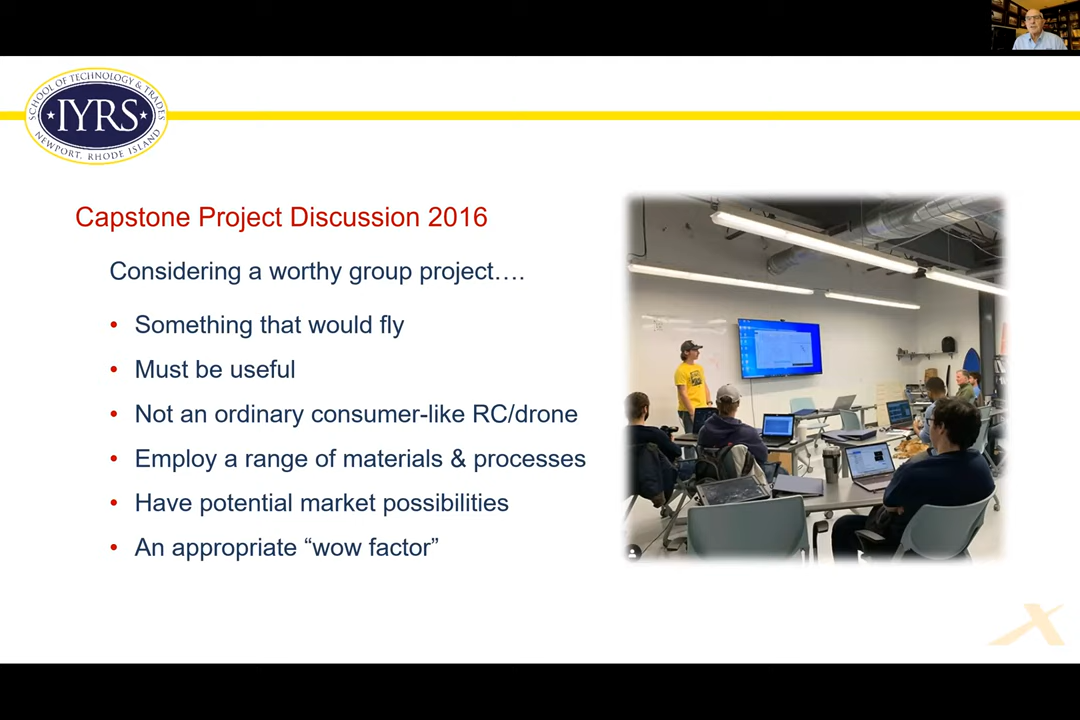 SCHOOL OF TECHNOLOGY & TRADES
IYRS
NEWPORT, RHODE ISLAND
Capstone Project Discussion 2016
Considering a worthy group project….
• Something that would fly
• Must be useful
• Not an ordinary consumer-like RC/drone
• Employ a range of materials & processes
• Have potential market possibilities
• An appropriate “wow factor”
X